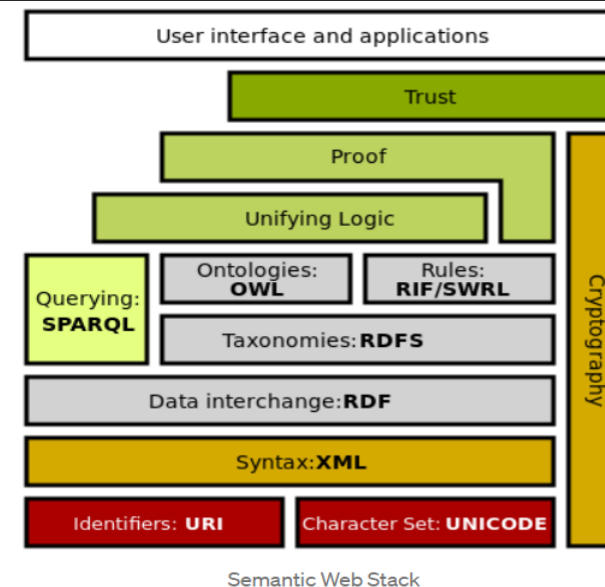 User interface and applications
Trust
Proof
Unifying Logic
Querying:
SPARQL
Ontologies:
OWL
Rules:
RIF/SWRL
Taxonomies: RDFS
Data interchange:RDF
Syntax:XML
Identifiers: URI
Character Set: UNICODE
Cryptography
Semantic Web Stack